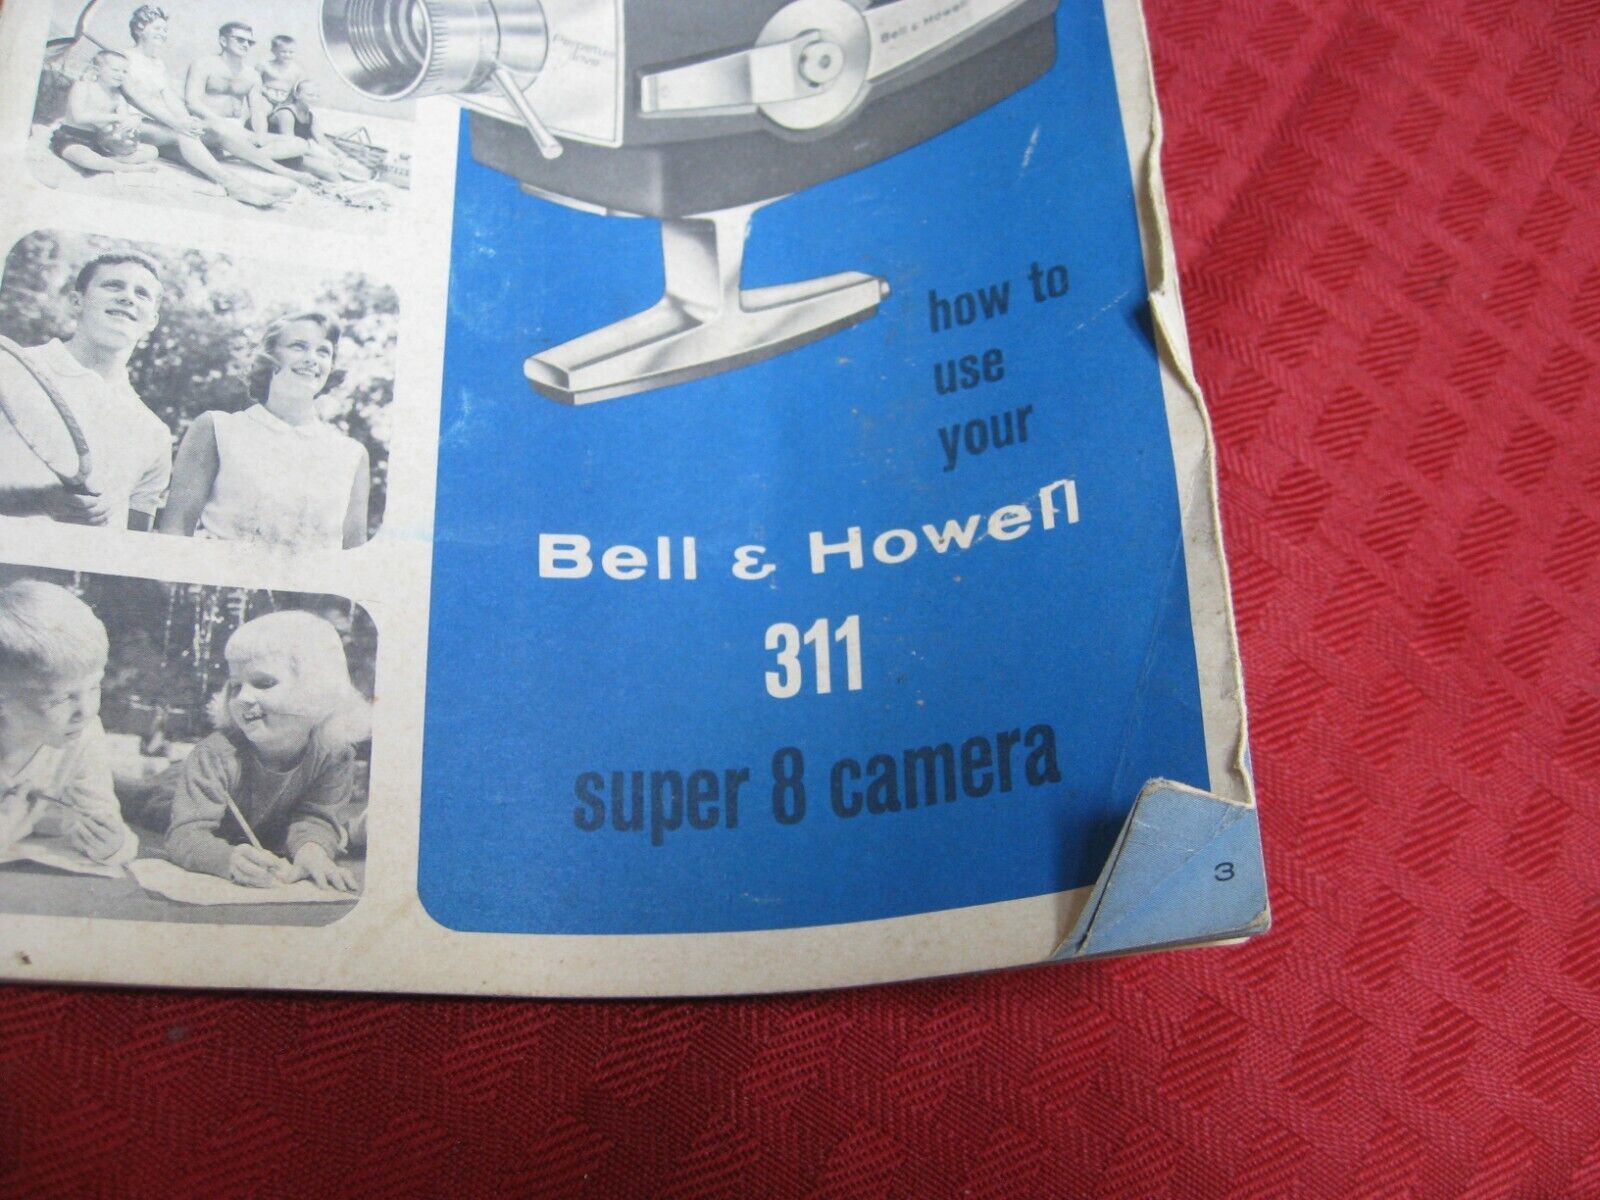 Bell & Howell
how to
use
your
Bell & Howell
311
super 8 camera
3